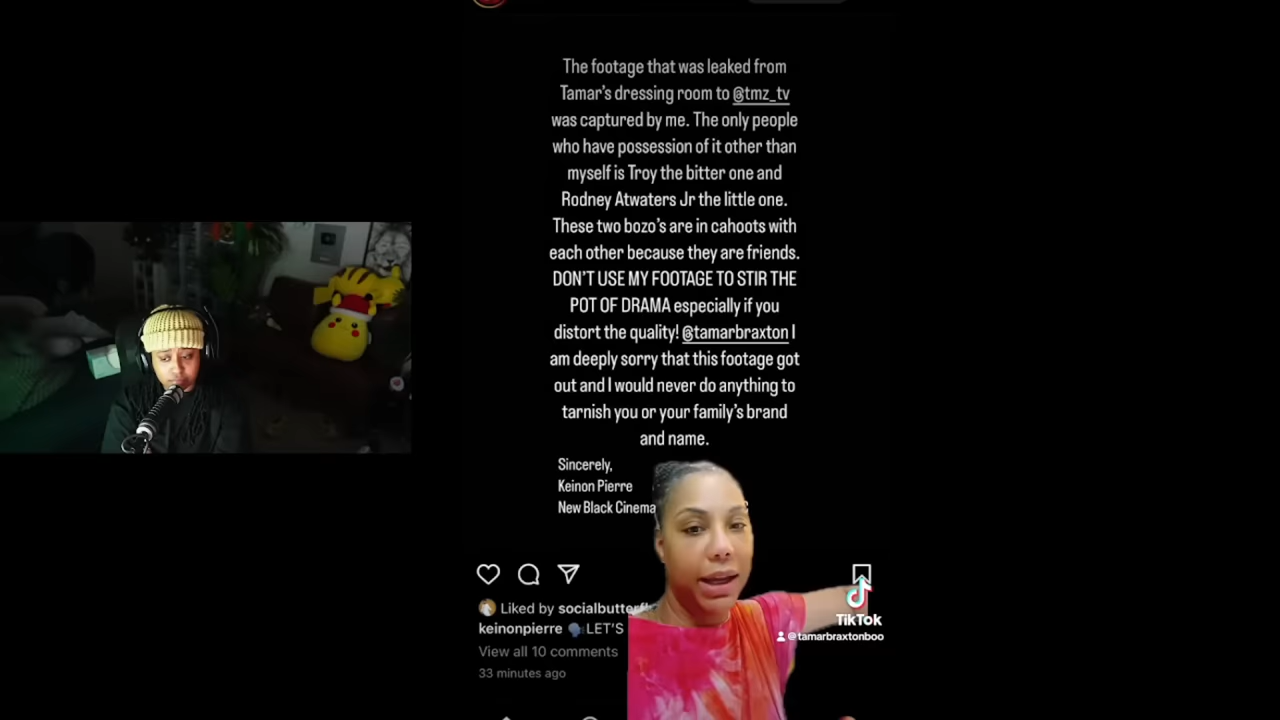 The footage that was leaked from
Tamar's dressing room to @tmz_tv
was captured by me. The only people
who have possession of it other than
myself is Troy the bitter one and
Rodney Atwaters Jr the little one.
These two bozo's are in cahoots with
each other because they are friends.
DON'T USE MY FOOTAGE TO STIR THE
POT OF DRAMA especially if you
distort the quality! @tamarbraxton I
am deeply sorry that this footage got
out and I would never do anything to
tarnish you or your family's brand
and name.
Sincerely,
Keinon Pierre
New Black Cinema
Liked by socialbutterfl
keinonpierre 🗣️LET'S
View all 10 comments
33 minutes ago
TikTok
@tamarbraxtonboo